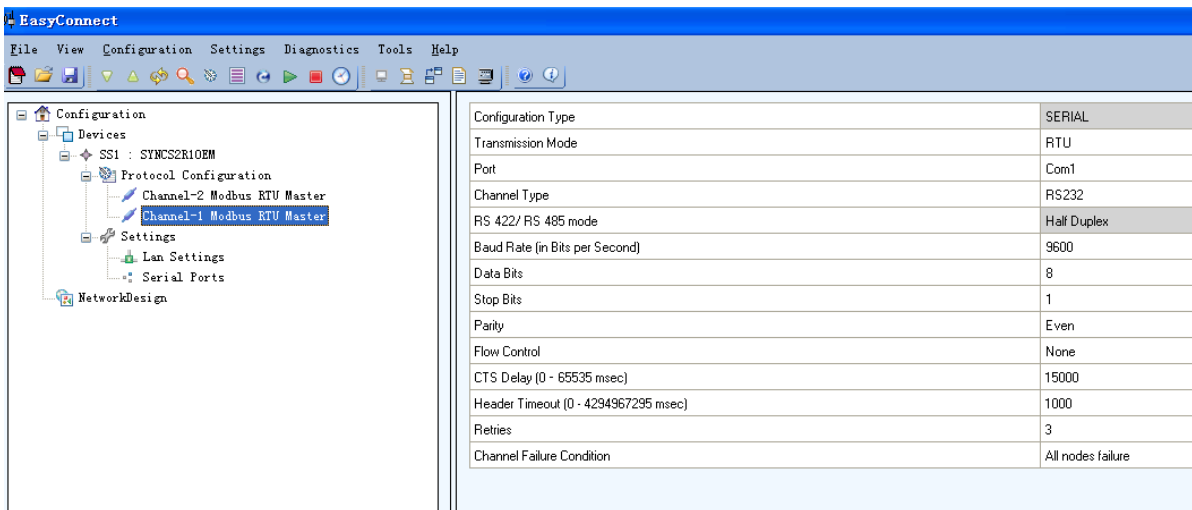 EasyConnect
File View Configuration Settings Diagnostics Tools Help
Configuration
Devices
SS1 : SYNCS2R10EM
Protocol Configuration
Channel-2 Modbus RTU Master
Channel-1 Modbus RTU Master
Settings
Lan Settings
Serial Ports
NetworkDesign
Configuration Type SERIAL
Transmission Mode RTU
Port Com1
Channel Type RS232
RS 422/ RS 485 mode Half Duplex
Baud Rate (in Bits per Second) 9600
Data Bits 8
Stop Bits 1
Parity Even
Flow Control None
CTS Delay (0 - 65535 msec) 15000
Header Timeout (0 - 4294967295 msec) 1000
Retries 3
Channel Failure Condition All nodes failure